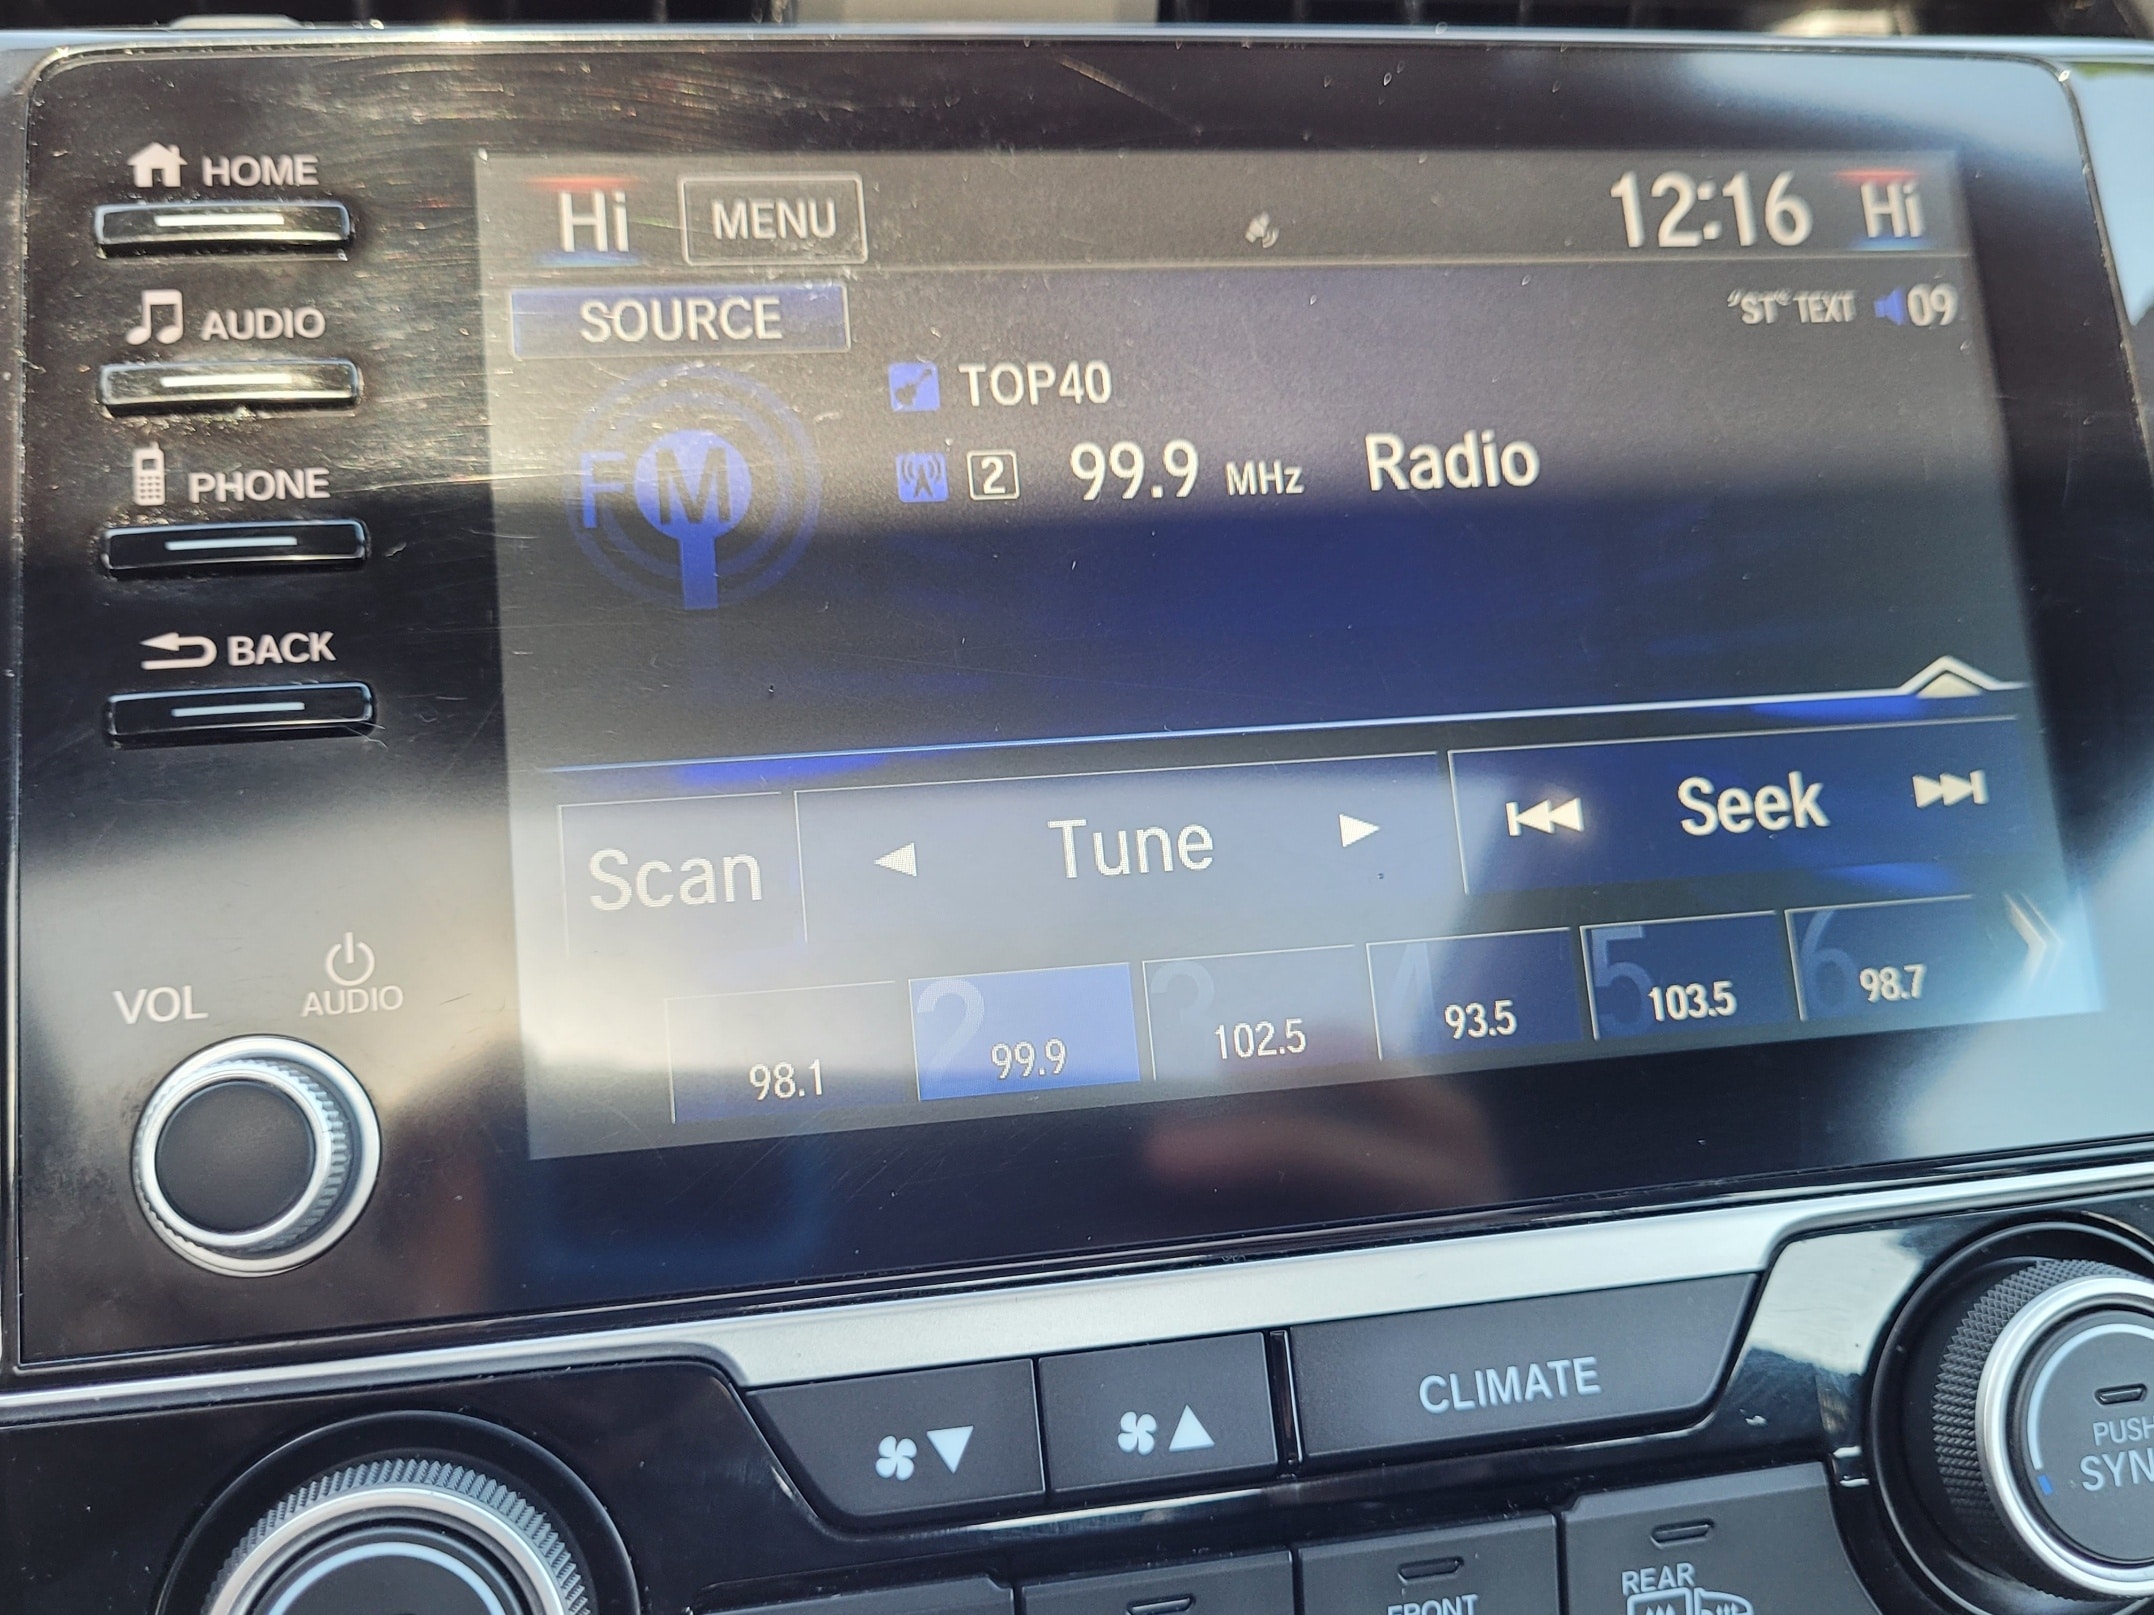 HOME
Hi MENU 12:16 Hi
SOURCE "ST" TEXT 09
AUDIO
TOP40
FM 2 99.9 MHz Radio
PHONE
BACK
Scan Tune Seek
VOL AUDIO
98.1 2 99.9 3 102.5 4 93.5 5 103.5 6 98.7
CLIMATE
PUSH
SYN
FRONT
REAR